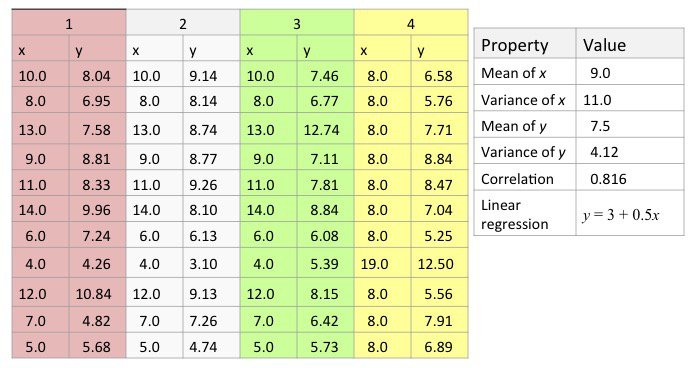 1 2 3 4
x y x y x y x y
10.0 8.04 10.0 9.14 10.0 7.46 8.0 6.58
8.0 6.95 8.0 8.14 8.0 6.77 8.0 5.76
13.0 7.58 13.0 8.74 13.0 12.74 8.0 7.71
9.0 8.81 9.0 8.77 9.0 7.11 8.0 8.84
11.0 8.33 11.0 9.26 11.0 7.81 8.0 8.47
14.0 9.96 14.0 8.10 14.0 8.84 8.0 7.04
6.0 7.24 6.0 6.13 6.0 6.08 8.0 5.25
4.0 4.26 4.0 3.10 4.0 5.39 19.0 12.50
12.0 10.84 12.0 9.13 12.0 8.15 8.0 5.56
7.0 4.82 7.0 7.26 7.0 6.42 8.0 7.91
5.0 5.68 5.0 4.74 5.0 5.73 8.0 6.89
Property Value
Mean of x 9.0
Variance of x 11.0
Mean of y 7.5
Variance of y 4.12
Correlation 0.816
Linear
regression y = 3 + 0.5x